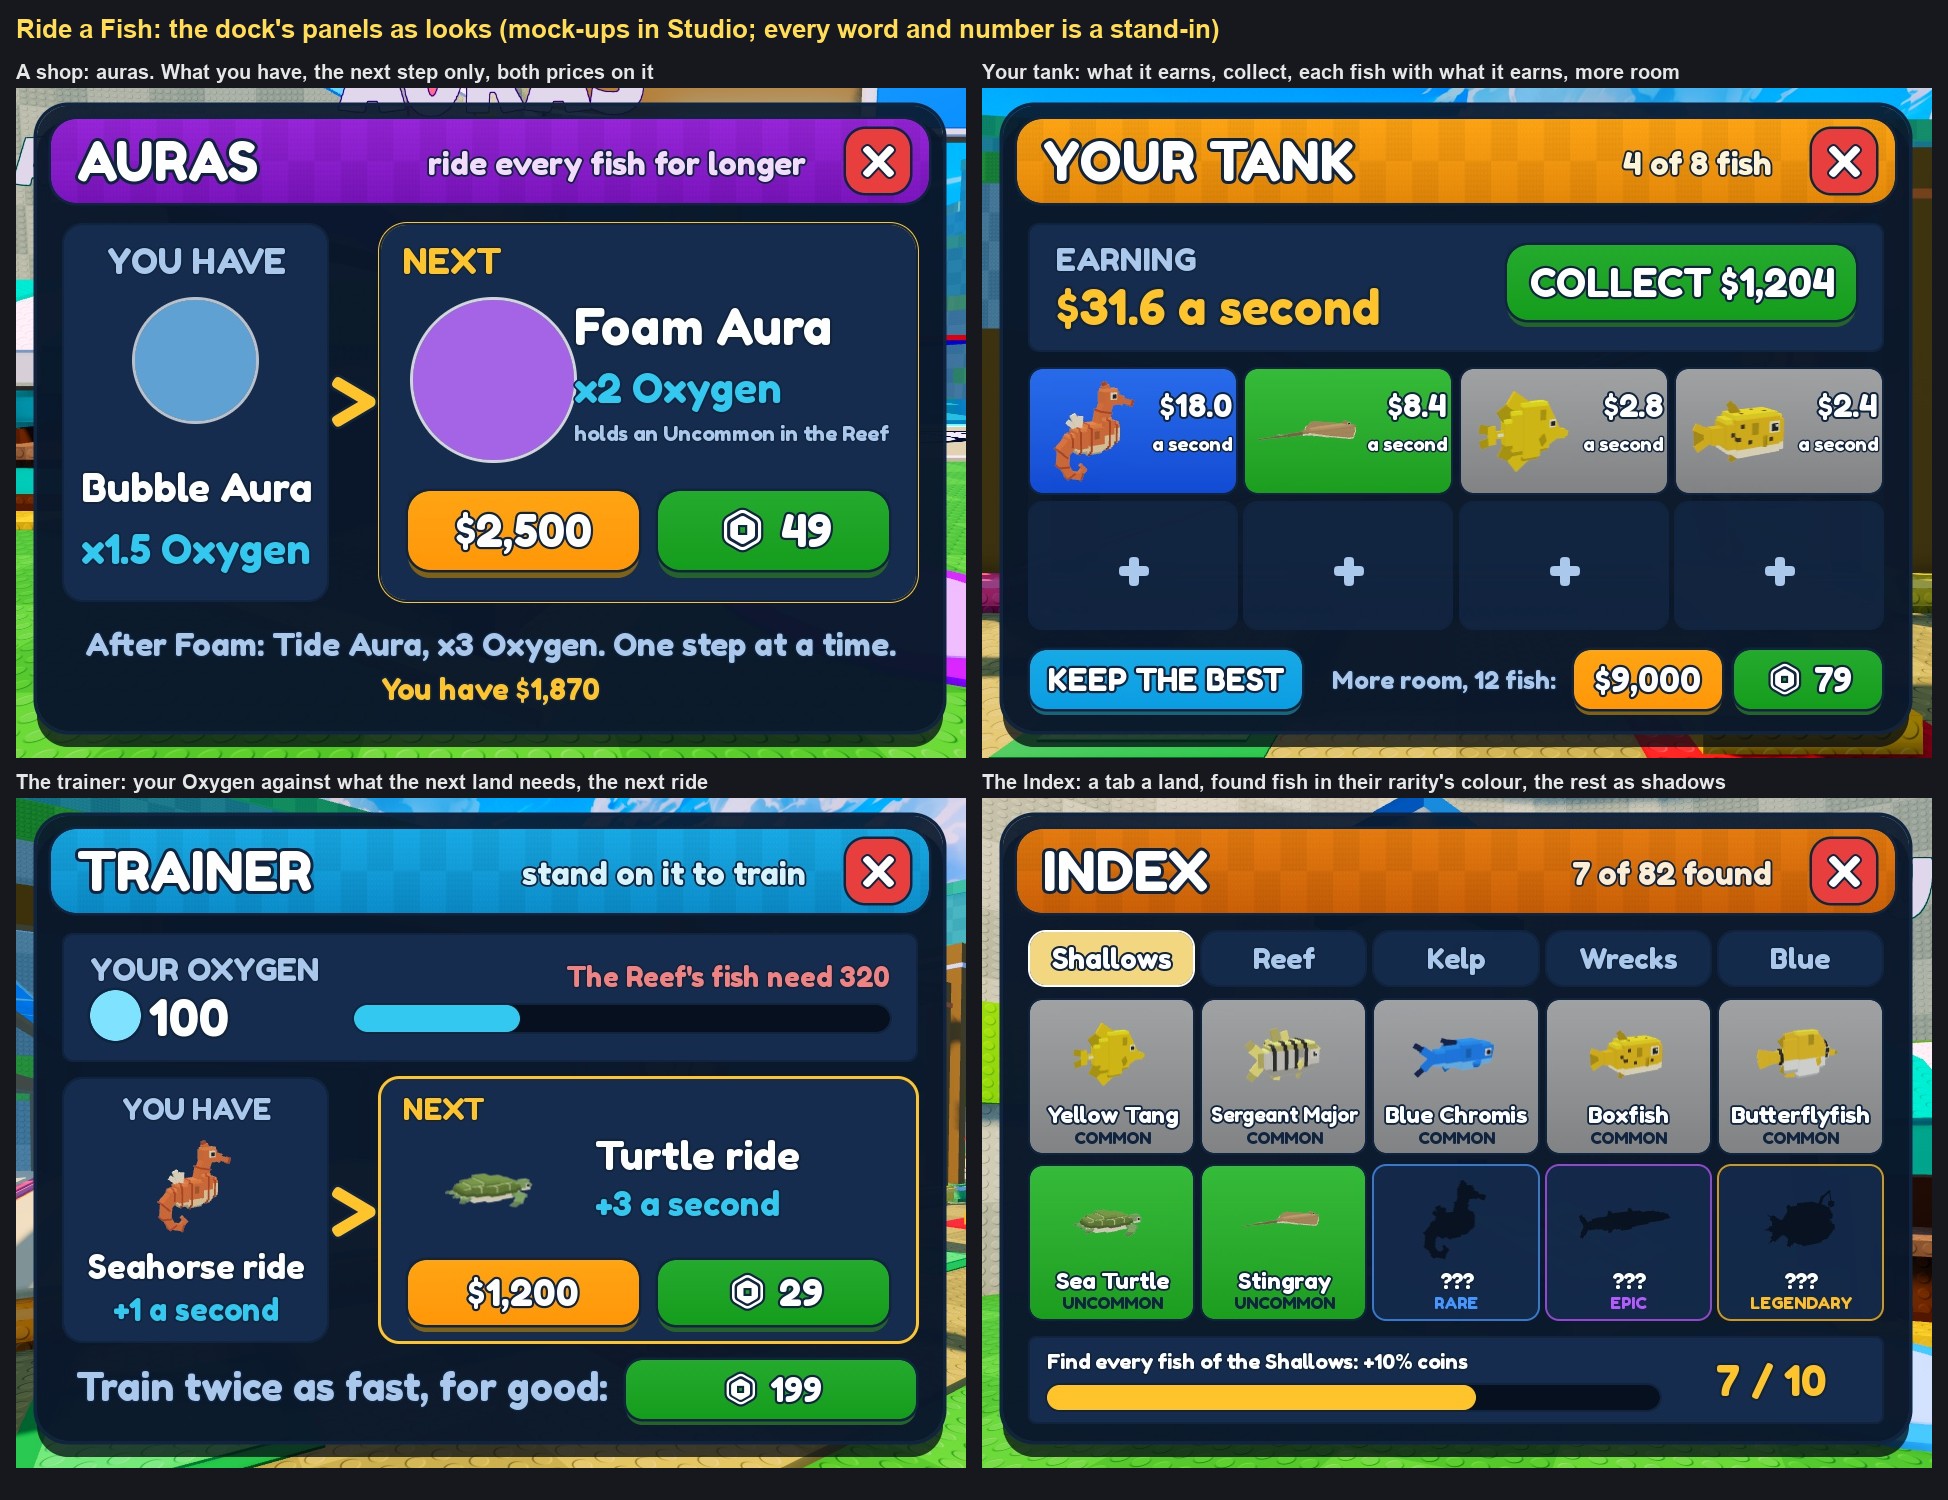 Ride a Fish: the dock's panels as looks (mock-ups in Studio; every word and number is a stand-in)
A shop: auras. What you have, the next step only, both prices on it
AURAS
ride every fish for longer
YOU HAVE
Bubble Aura
x1.5 Oxygen
>
NEXT
Foam Aura
x2 Oxygen
holds an Uncommon in the Reef
$2,500
49
After Foam: Tide Aura, x3 Oxygen. One step at a time.
You have $1,870
Your tank: what it earns, collect, each fish with what it earns, more room
YOUR TANK
4 of 8 fish
EARNING
$31.6 a second
COLLECT $1,204
$18.0
a second
$8.4
a second
$2.8
a second
$2.4
a second
+
+
+
+
KEEP THE BEST
More room, 12 fish:
$9,000
79
The trainer: your Oxygen against what the next land needs, the next ride
TRAINER
stand on it to train
YOUR OXYGEN
100
The Reef's fish need 320
YOU HAVE
Seahorse ride
+1 a second
>
NEXT
Turtle ride
+3 a second
$1,200
29
Train twice as fast, for good:
199
The Index: a tab a land, found fish in their rarity's colour, the rest as shadows
INDEX
7 of 82 found
Shallows
Reef
Kelp
Wrecks
Blue
Yellow Tang
COMMON
Sergeant Major
COMMON
Blue Chromis
COMMON
Boxfish
COMMON
Butterflyfish
COMMON
Sea Turtle
UNCOMMON
Stingray
UNCOMMON
???
RARE
???
EPIC
???
LEGENDARY
Find every fish of the Shallows: +10% coins
7 / 10